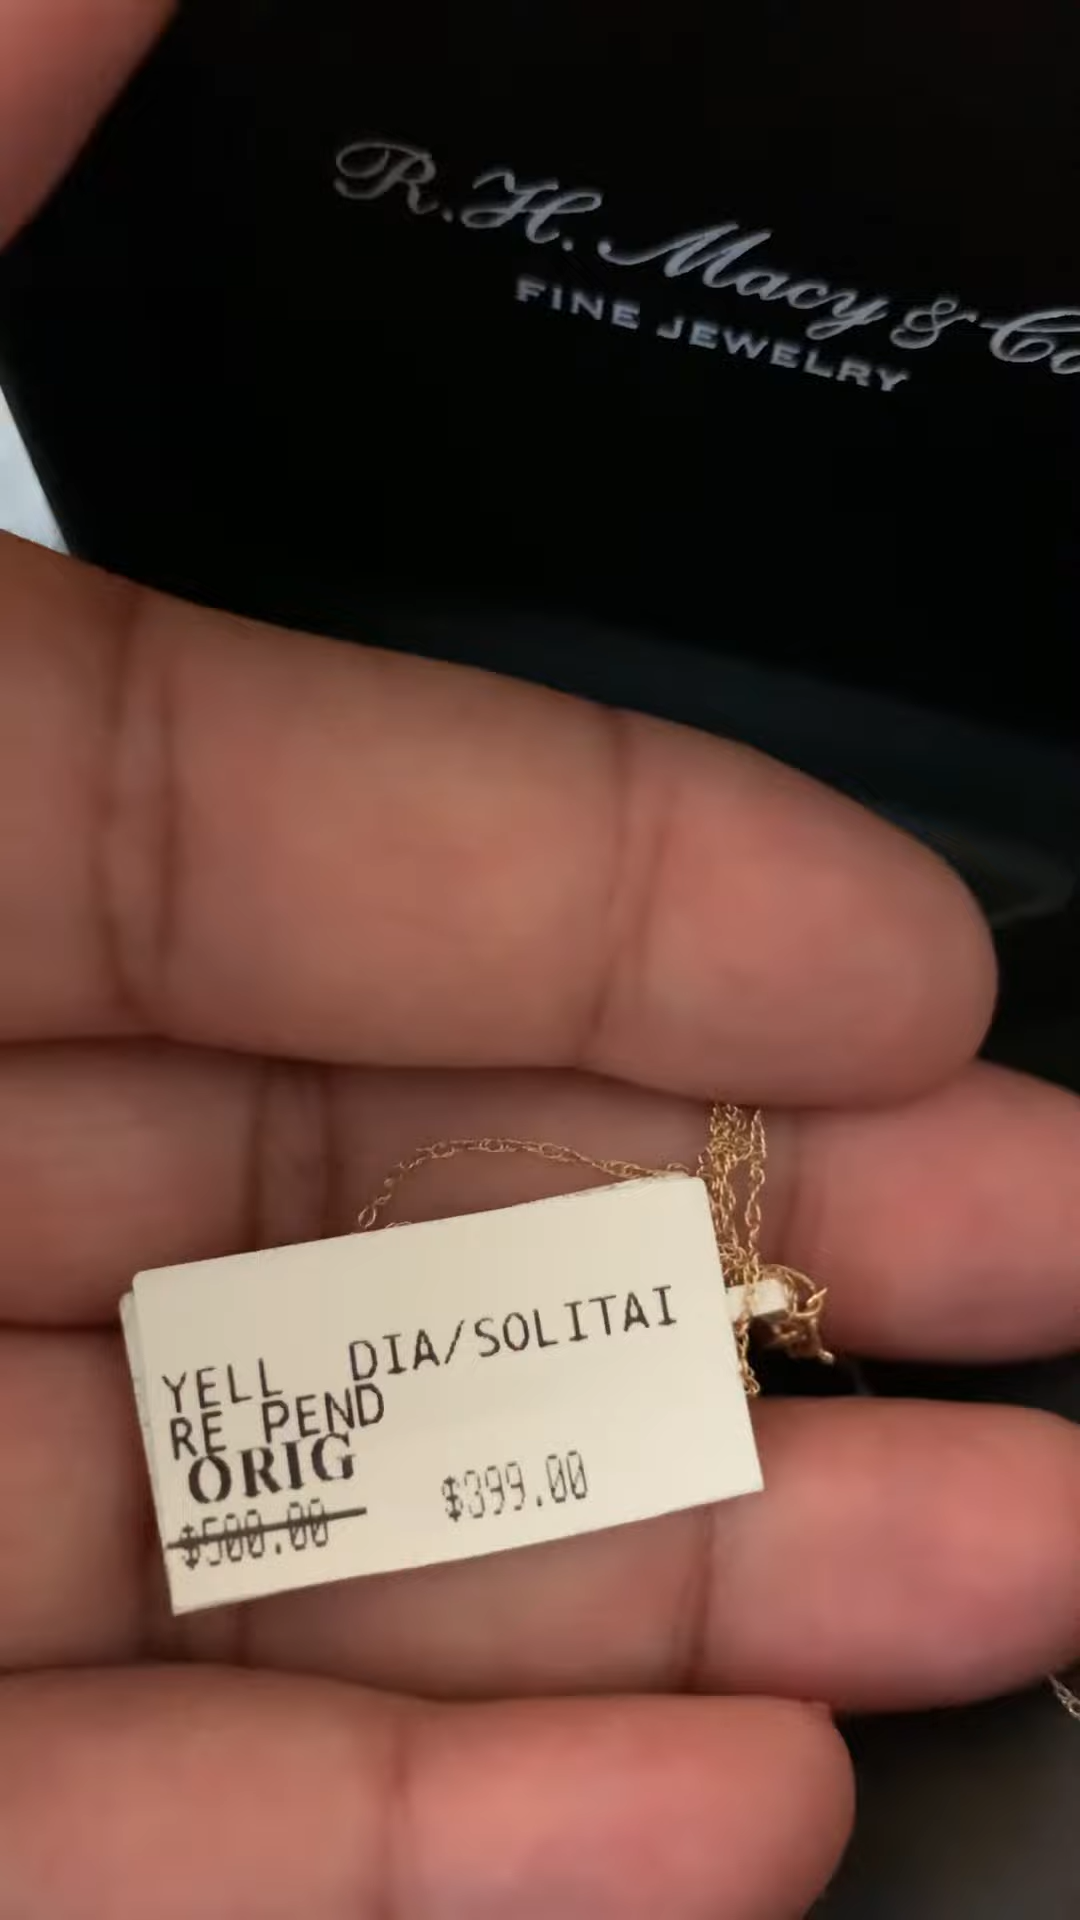 R.H. Macy & Co
FINE JEWELRY
YELL DIA/SOLITAI
RE PEND
ORIG
$500.00 $399.00